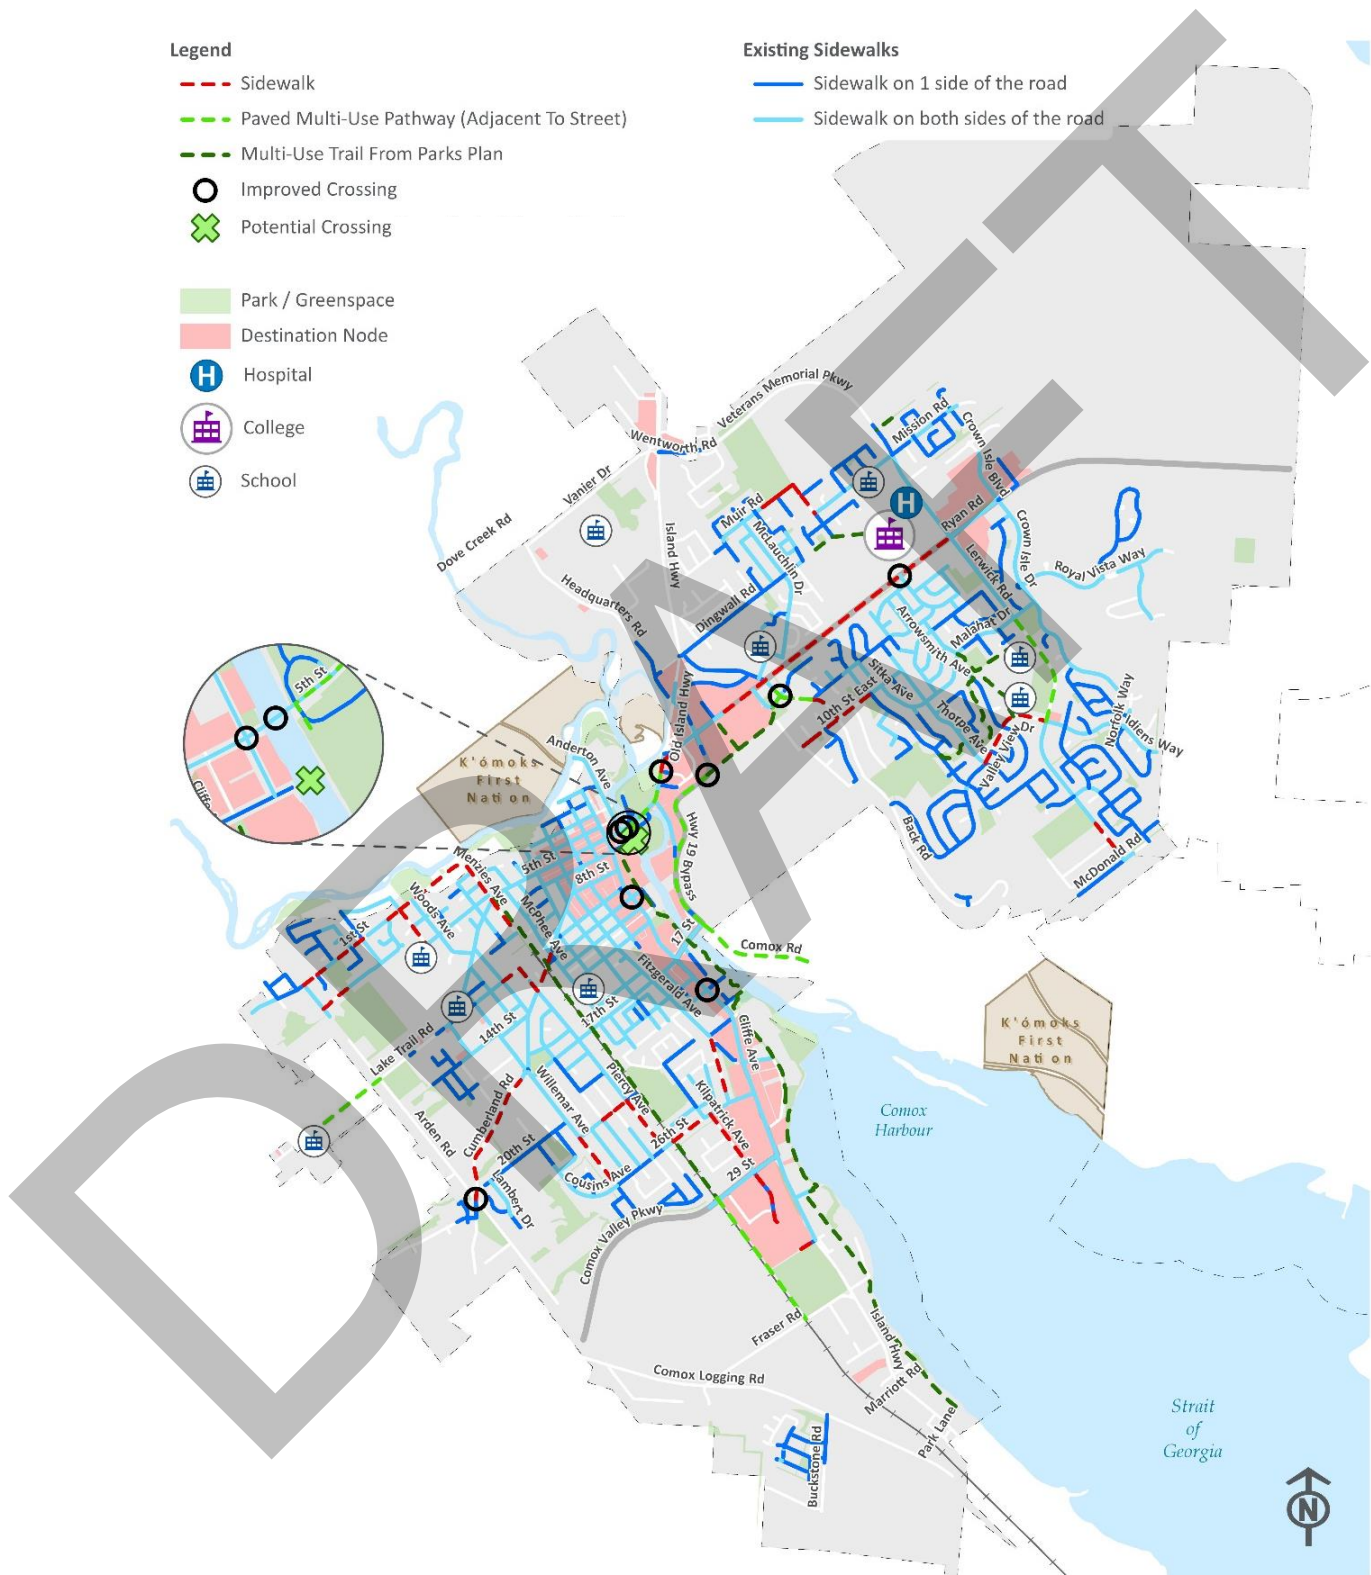 Legend
Sidewalk
Paved Multi-Use Pathway (Adjacent To Street)
Multi-Use Trail From Parks Plan
Improved Crossing
Potential Crossing
Park / Greenspace
Destination Node
H Hospital
College
School
Existing Sidewalks
Sidewalk on 1 side of the road
Sidewalk on both sides of the road
DRAFT
Veterans Memorial Pkwy
Wentworth Rd
Mission Rd
Crown Isle Blvd
Vanier Dr
Dove Creek Rd
Island Hwy
Muir Rd
McLauchlin Dr
H
Ryan Rd
Crown Isle Dr
Lerwick Rd
Royal Vista Way
Headquarters Rd
Dingwall Rd
Arrowsmith Ave
Malahat Dr
Sitka Ave
10th St East
Thorpe Ave
Valley View Dr
Norfolk Way
Idiens Way
Old Island Hwy
Anderton Ave
K'ómoks
First
Nation
5th St
Cliffe
Back Rd
McDonald Rd
Hwy 19 Bypass
Menzies Ave
5th St
8th St
Woods Ave
McPhee Ave
1st St
17 St
Comox Rd
Fitzgerald Ave
17th St
14th St
Cliffe Ave
Lake Trail Rd
K'ómoks
First
Nation
Arden Rd
Cumberland Rd
Willemar Ave
Piercy Ave
Kilpatrick Ave
26th St
20th St
29 St
Cousins Ave
Lambert Dr
Comox Valley Pkwy
Comox
Harbour
Fraser Rd
Island Hwy
Comox Logging Rd
Marriott Rd
Park Lane
Buckstone Rd
Strait
of
Georgia
N